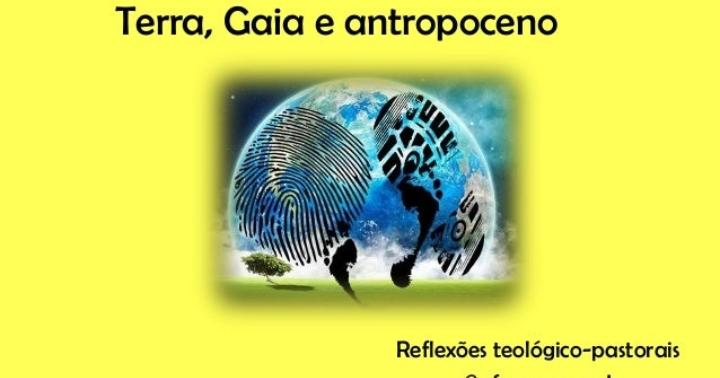 Terra, Gaia e antropoceno
Reflexões teológico-pastorais